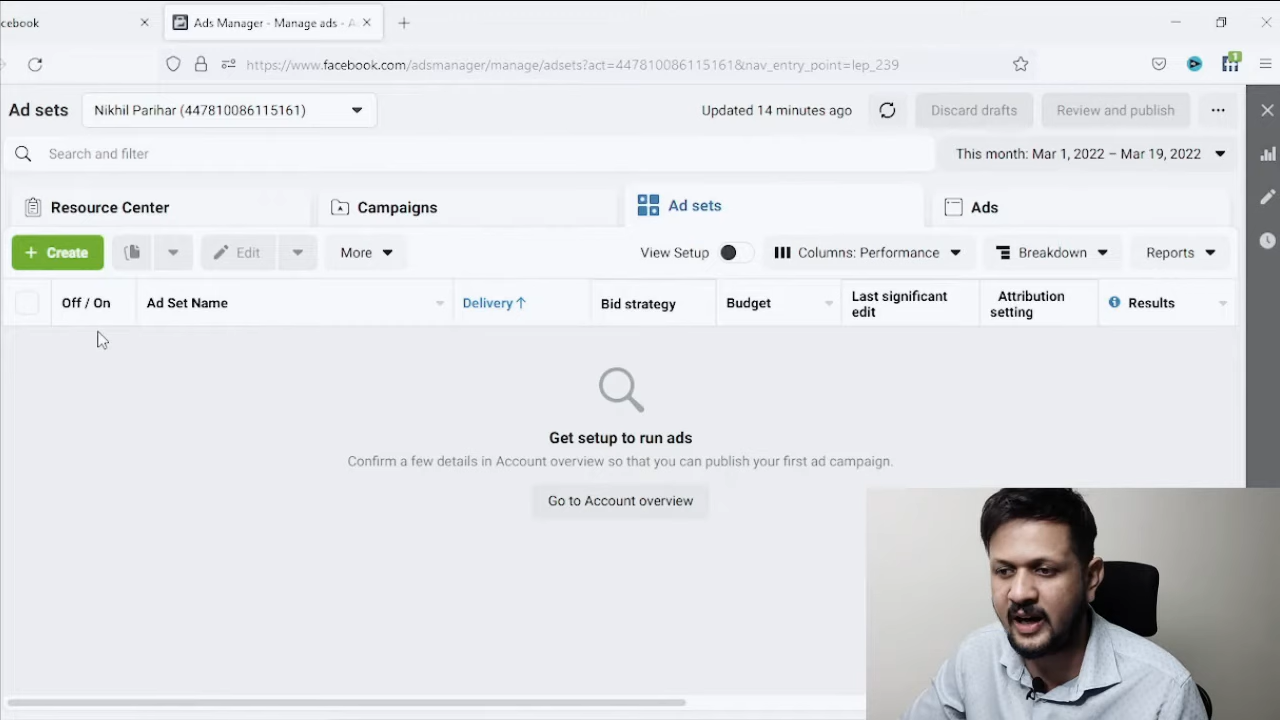 cebook
Ads Manager - Manage ads - A
https://www.facebook.com/adsmanager/manage/adsets?act=447810086115161&nav_entry_point=lep_239
1
Ad sets
Nikhil Parihar (447810086115161)
Updated 14 minutes ago
Discard drafts
Review and publish
Search and filter
This month: Mar 1, 2022 – Mar 19, 2022
Resource Center
Campaigns
Ad sets
Ads
+ Create
Edit
More
View Setup
Columns: Performance
Breakdown
Reports
Off / On
Ad Set Name
Delivery ↑
Bid strategy
Budget
Last significant
edit
Attribution
setting
Results
Get setup to run ads
Confirm a few details in Account overview so that you can publish your first ad campaign.
Go to Account overview